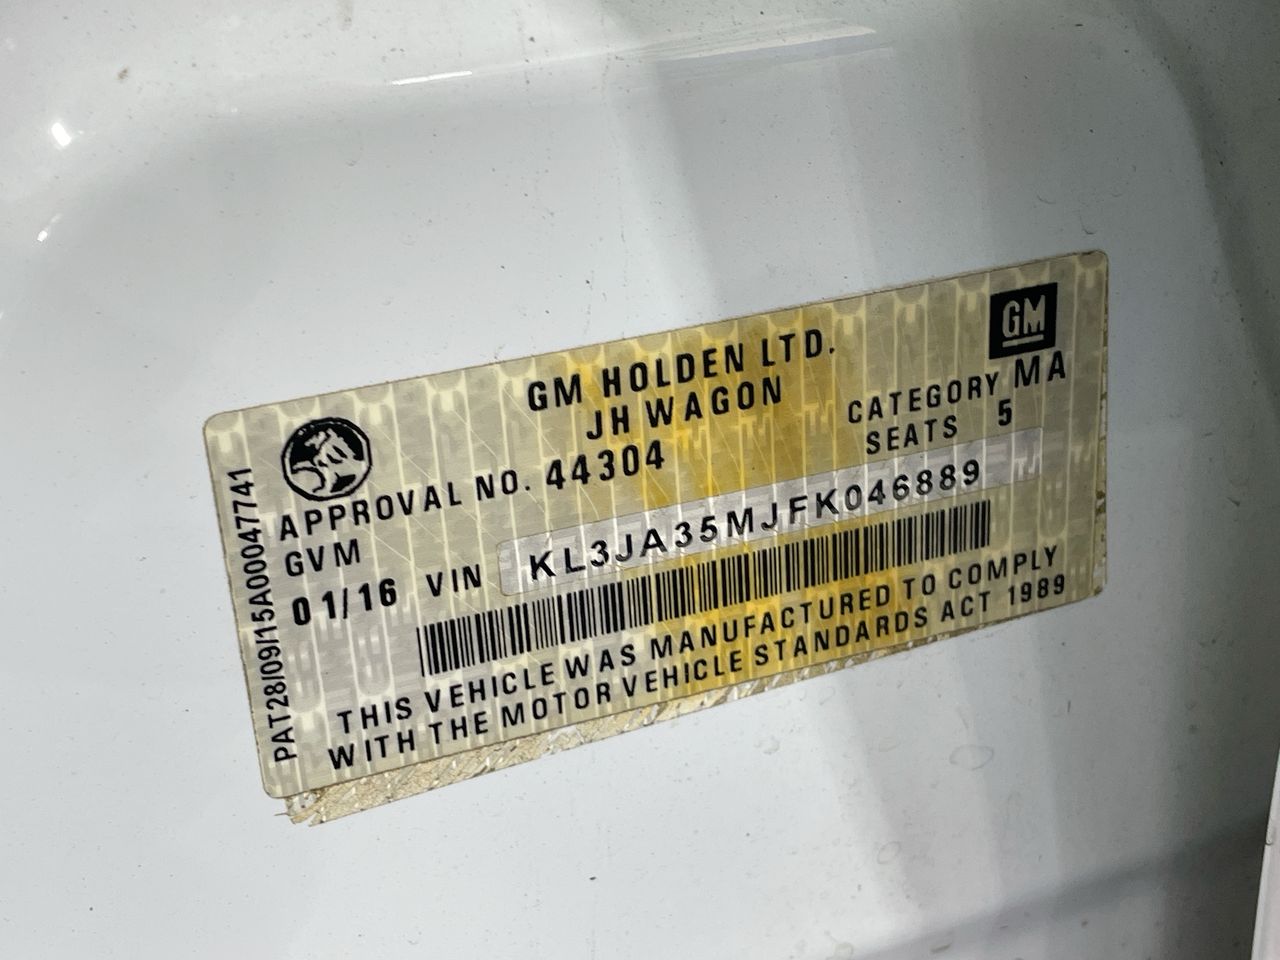 GM HOLDEN LTD.
GM
JH WAGON
CATEGORY MA
APPROVAL NO. 44304
SEATS 5
GVM
01/16 VIN KL3JA35MJFK046889
THIS VEHICLE WAS MANUFACTURED TO COMPLY
WITH THE MOTOR VEHICLE STANDARDS ACT 1989
PAT28/09/15A00047741